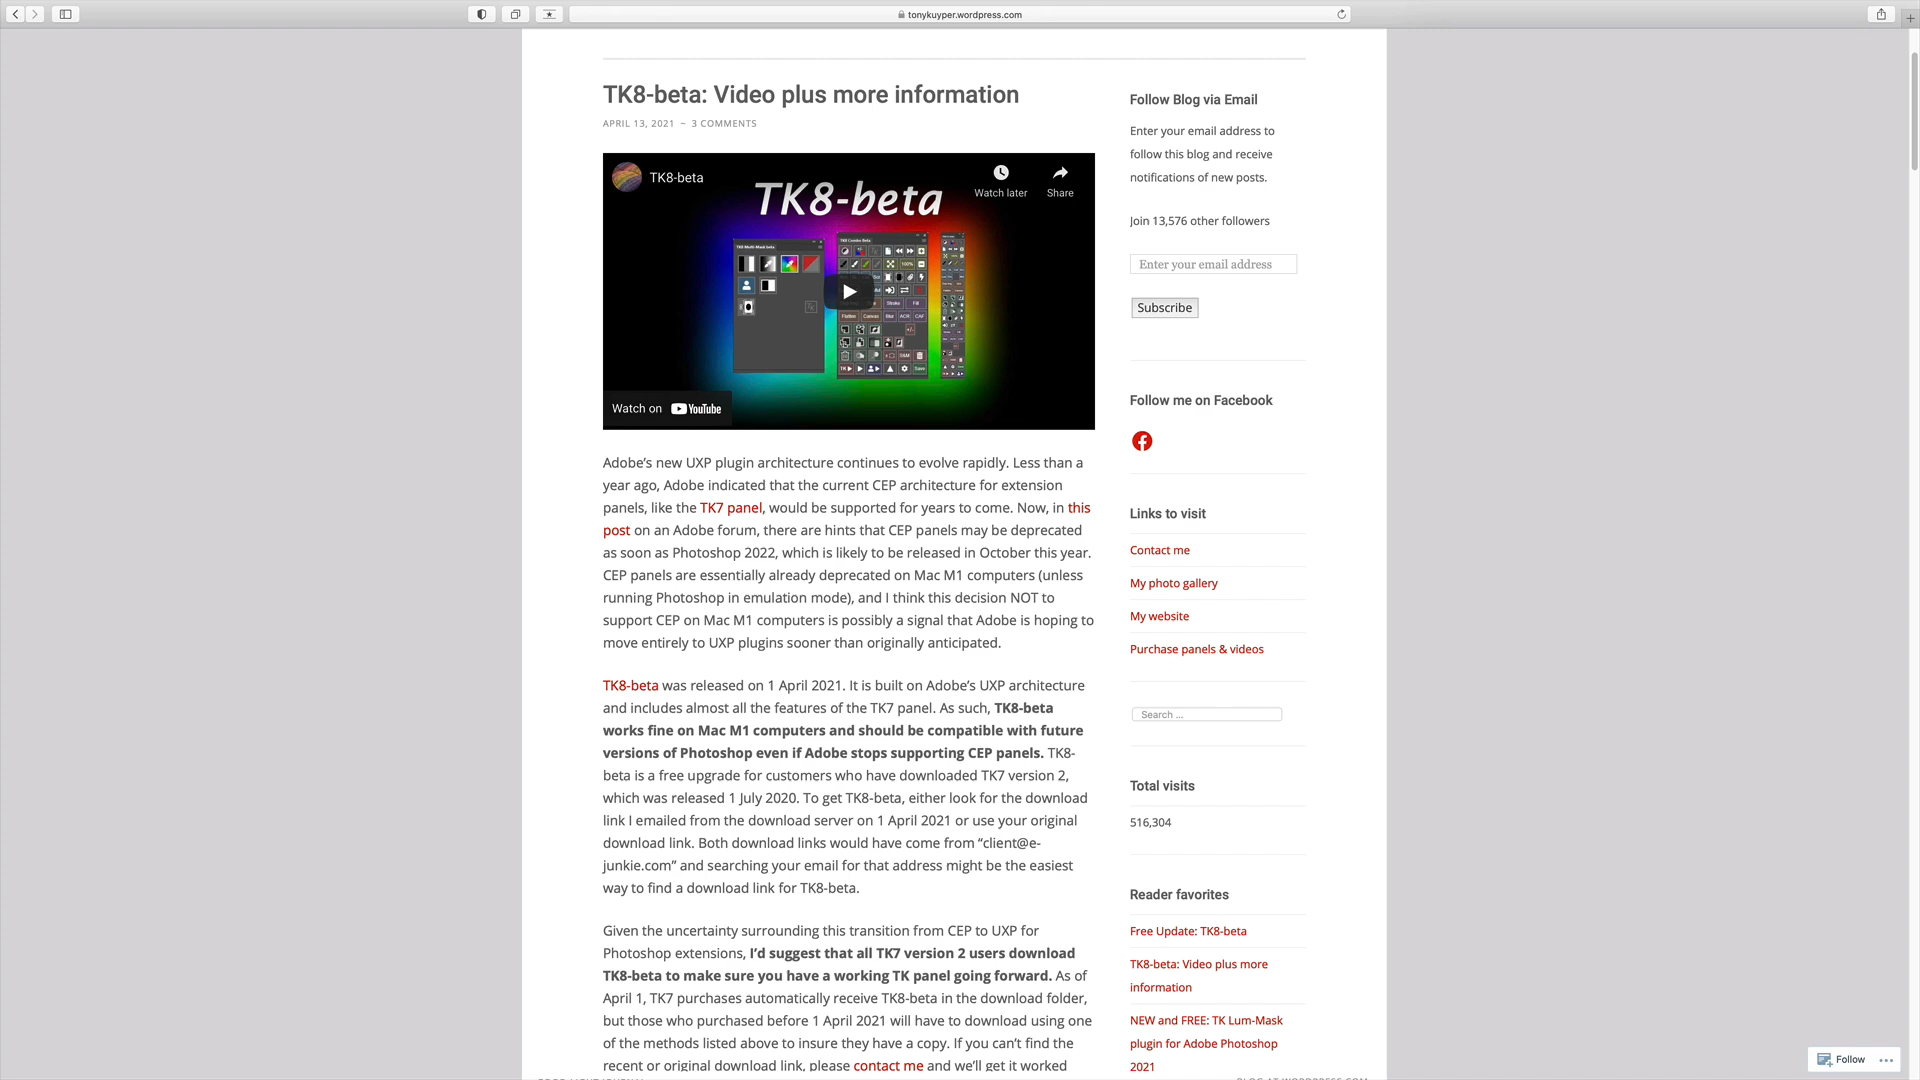 tonykuyper.wordpress.com
TK8-beta: Video plus more information
APRIL 13, 2021 ~ 3 COMMENTS
TK8-beta
TK8-beta
Watch later
Share
TK8 Multi-Mask beta
TK8 Combo Beta
100%
Stroke
Fill
Flatten
Canvas
Blur
ACR
CAF
Save
Watch on YouTube
Adobe’s new UXP plugin architecture continues to evolve rapidly. Less than a
year ago, Adobe indicated that the current CEP architecture for extension
panels, like the TK7 panel, would be supported for years to come. Now, in this
post on an Adobe forum, there are hints that CEP panels may be deprecated
as soon as Photoshop 2022, which is likely to be released in October this year.
CEP panels are essentially already deprecated on Mac M1 computers (unless
running Photoshop in emulation mode), and I think this decision NOT to
support CEP on Mac M1 computers is possibly a signal that Adobe is hoping to
move entirely to UXP plugins sooner than originally anticipated.
TK8-beta was released on 1 April 2021. It is built on Adobe’s UXP architecture
and includes almost all the features of the TK7 panel. As such, TK8-beta
works fine on Mac M1 computers and should be compatible with future
versions of Photoshop even if Adobe stops supporting CEP panels. TK8-
beta is a free upgrade for customers who have downloaded TK7 version 2,
which was released 1 July 2020. To get TK8-beta, either look for the download
link I emailed from the download server on 1 April 2021 or use your original
download link. Both download links would have come from “client@e-
junkie.com” and searching your email for that address might be the easiest
way to find a download link for TK8-beta.
Given the uncertainty surrounding this transition from CEP to UXP for
Photoshop extensions, I’d suggest that all TK7 version 2 users download
TK8-beta to make sure you have a working TK panel going forward. As of
April 1, TK7 purchases automatically receive TK8-beta in the download folder,
but those who purchased before 1 April 2021 will have to download using one
of the methods listed above to insure they have a copy. If you can’t find the
recent or original download link, please contact me and we’ll get it worked
Follow Blog via Email
Enter your email address to
follow this blog and receive
notifications of new posts.
Join 13,576 other followers
Enter your email address
Subscribe
Follow me on Facebook
Links to visit
Contact me
My photo gallery
My website
Purchase panels & videos
Search …
Total visits
516,304
Reader favorites
Free Update: TK8-beta
TK8-beta: Video plus more
information
NEW and FREE: TK Lum-Mask
plugin for Adobe Photoshop
2021
Follow